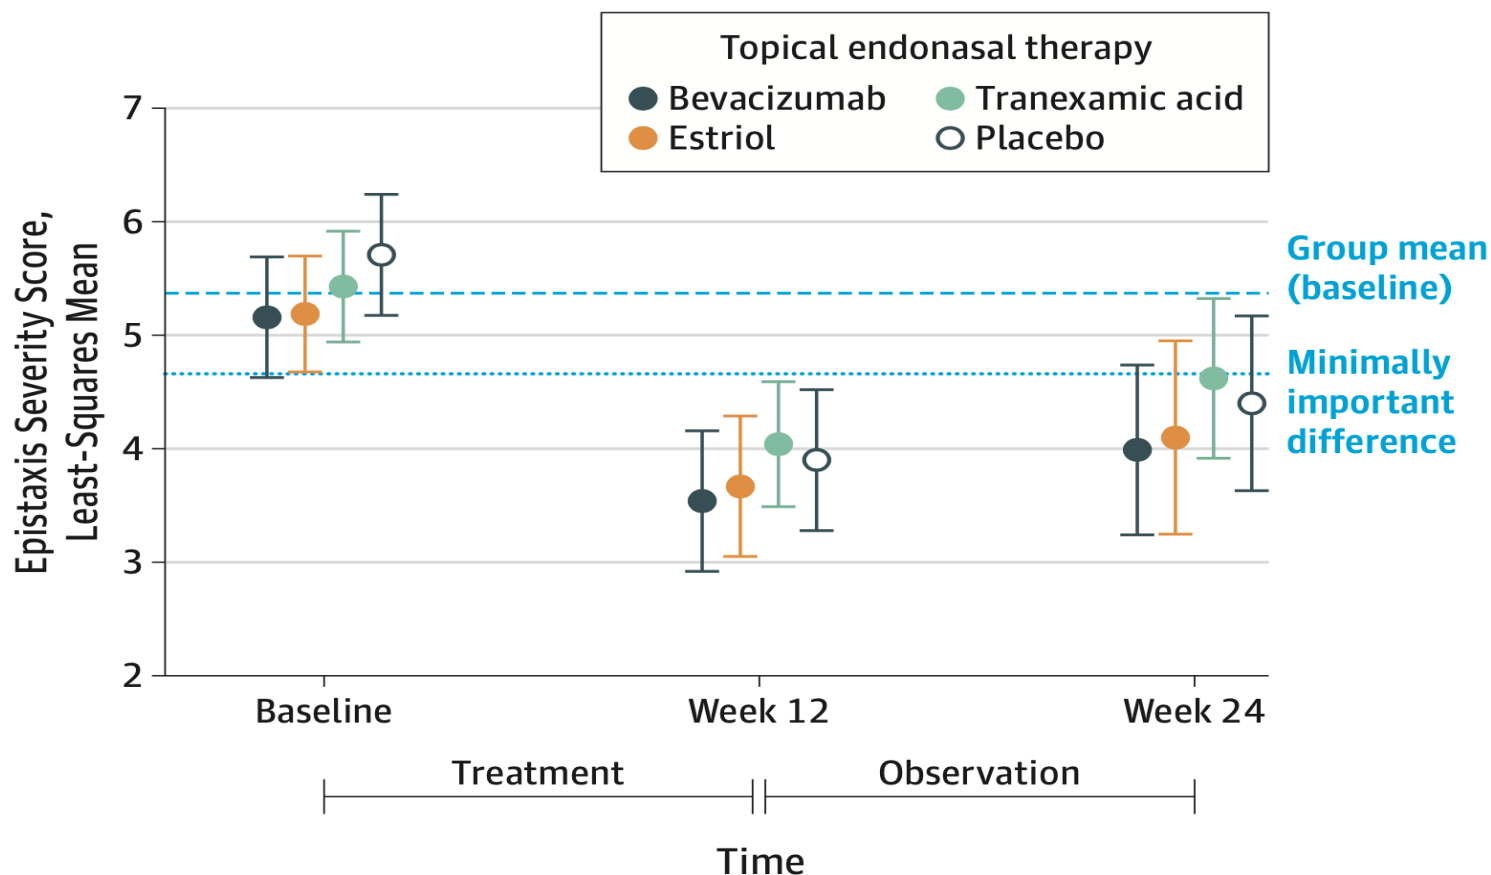 Topical endonasal therapy
Bevacizumab
Tranexamic acid
Estriol
Placebo
Epistaxis Severity Score,
Least-Squares Mean
7
6
5
4
3
2
Group mean
(baseline)
Minimally
important
difference
Baseline
Week 12
Week 24
Treatment
Observation
Time